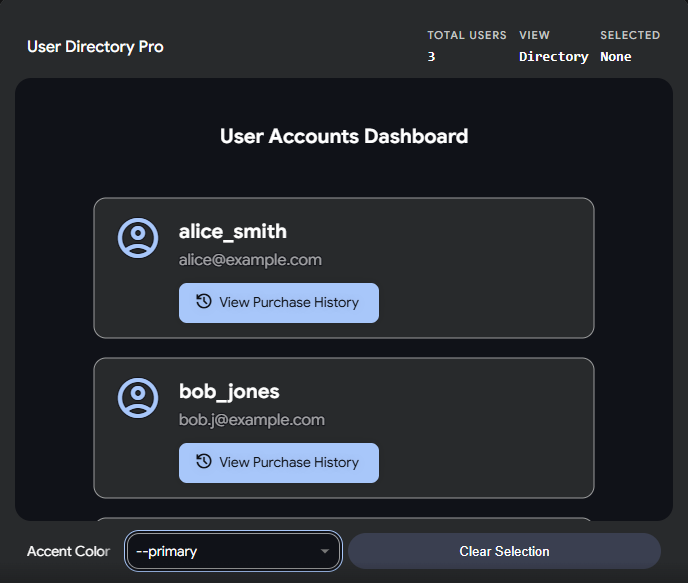 User Directory Pro
TOTAL USERS VIEW SELECTED
3 Directory None
User Accounts Dashboard
alice_smith
alice@example.com
View Purchase History
bob_jones
bob.j@example.com
View Purchase History
Accent Color --primary Clear Selection